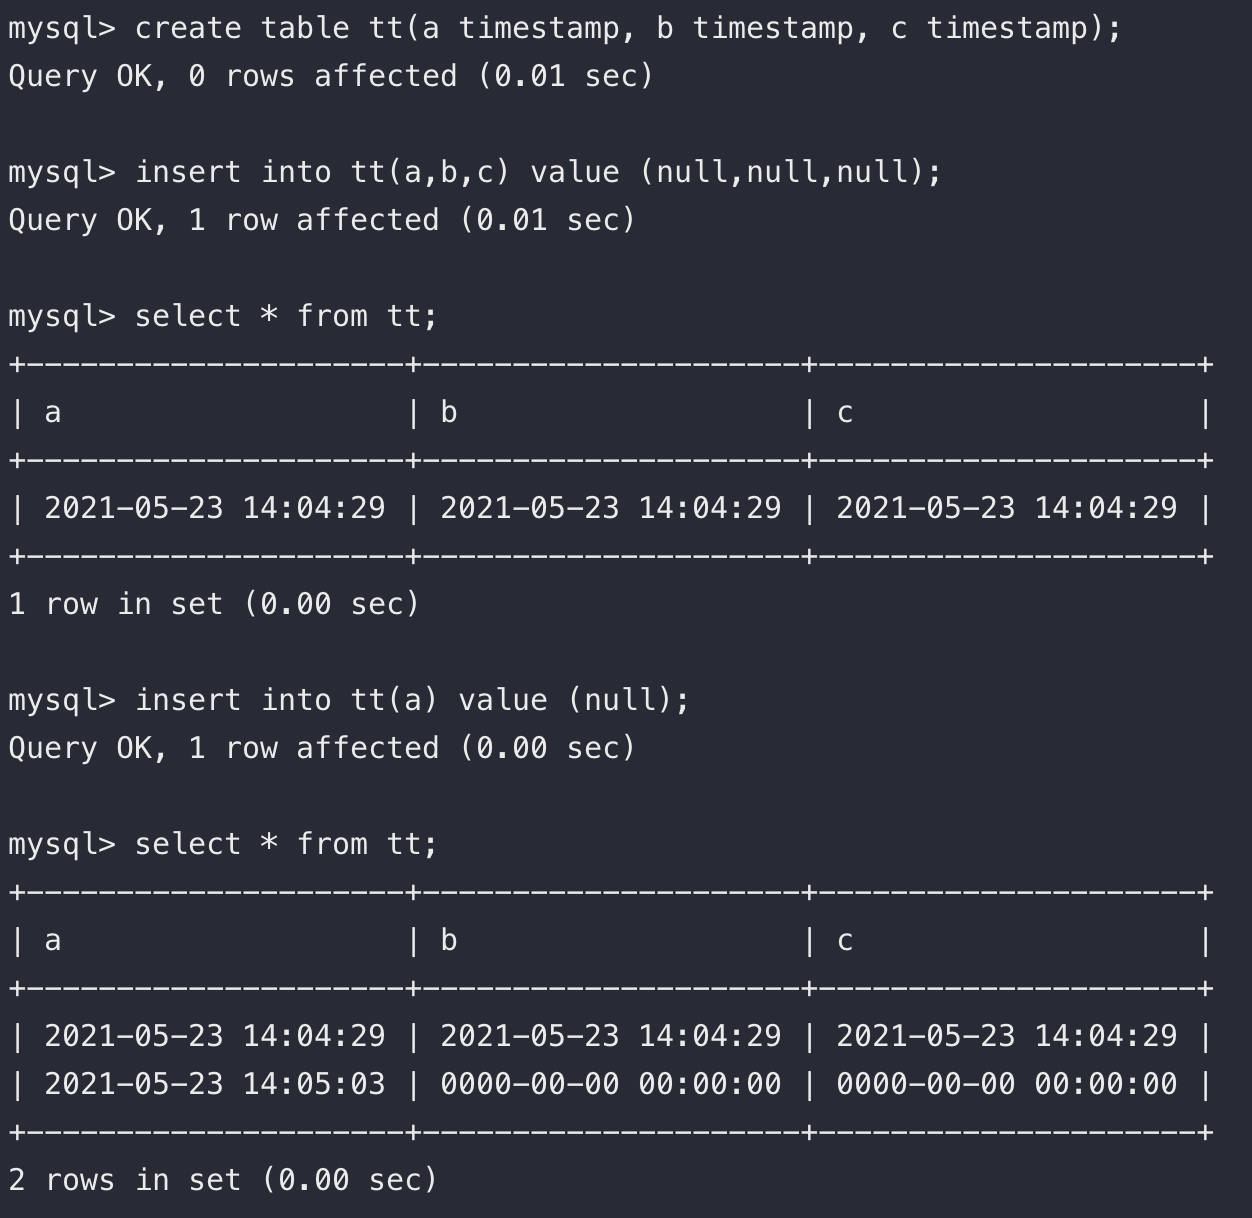 mysql> create table tt(a timestamp, b timestamp, c timestamp);
Query OK, 0 rows affected (0.01 sec)
mysql> insert into tt(a,b,c) value (null,null,null);
Query OK, 1 row affected (0.01 sec)
mysql> select * from tt;
+---------------------+---------------------+---------------------+
| a                   | b                   | c                   |
+---------------------+---------------------+---------------------+
| 2021-05-23 14:04:29 | 2021-05-23 14:04:29 | 2021-05-23 14:04:29 |
+---------------------+---------------------+---------------------+
1 row in set (0.00 sec)
mysql> insert into tt(a) value (null);
Query OK, 1 row affected (0.00 sec)
mysql> select * from tt;
+---------------------+---------------------+---------------------+
| a                   | b                   | c                   |
+---------------------+---------------------+---------------------+
| 2021-05-23 14:04:29 | 2021-05-23 14:04:29 | 2021-05-23 14:04:29 |
| 2021-05-23 14:05:03 | 0000-00-00 00:00:00 | 0000-00-00 00:00:00 |
+---------------------+---------------------+---------------------+
2 rows in set (0.00 sec)